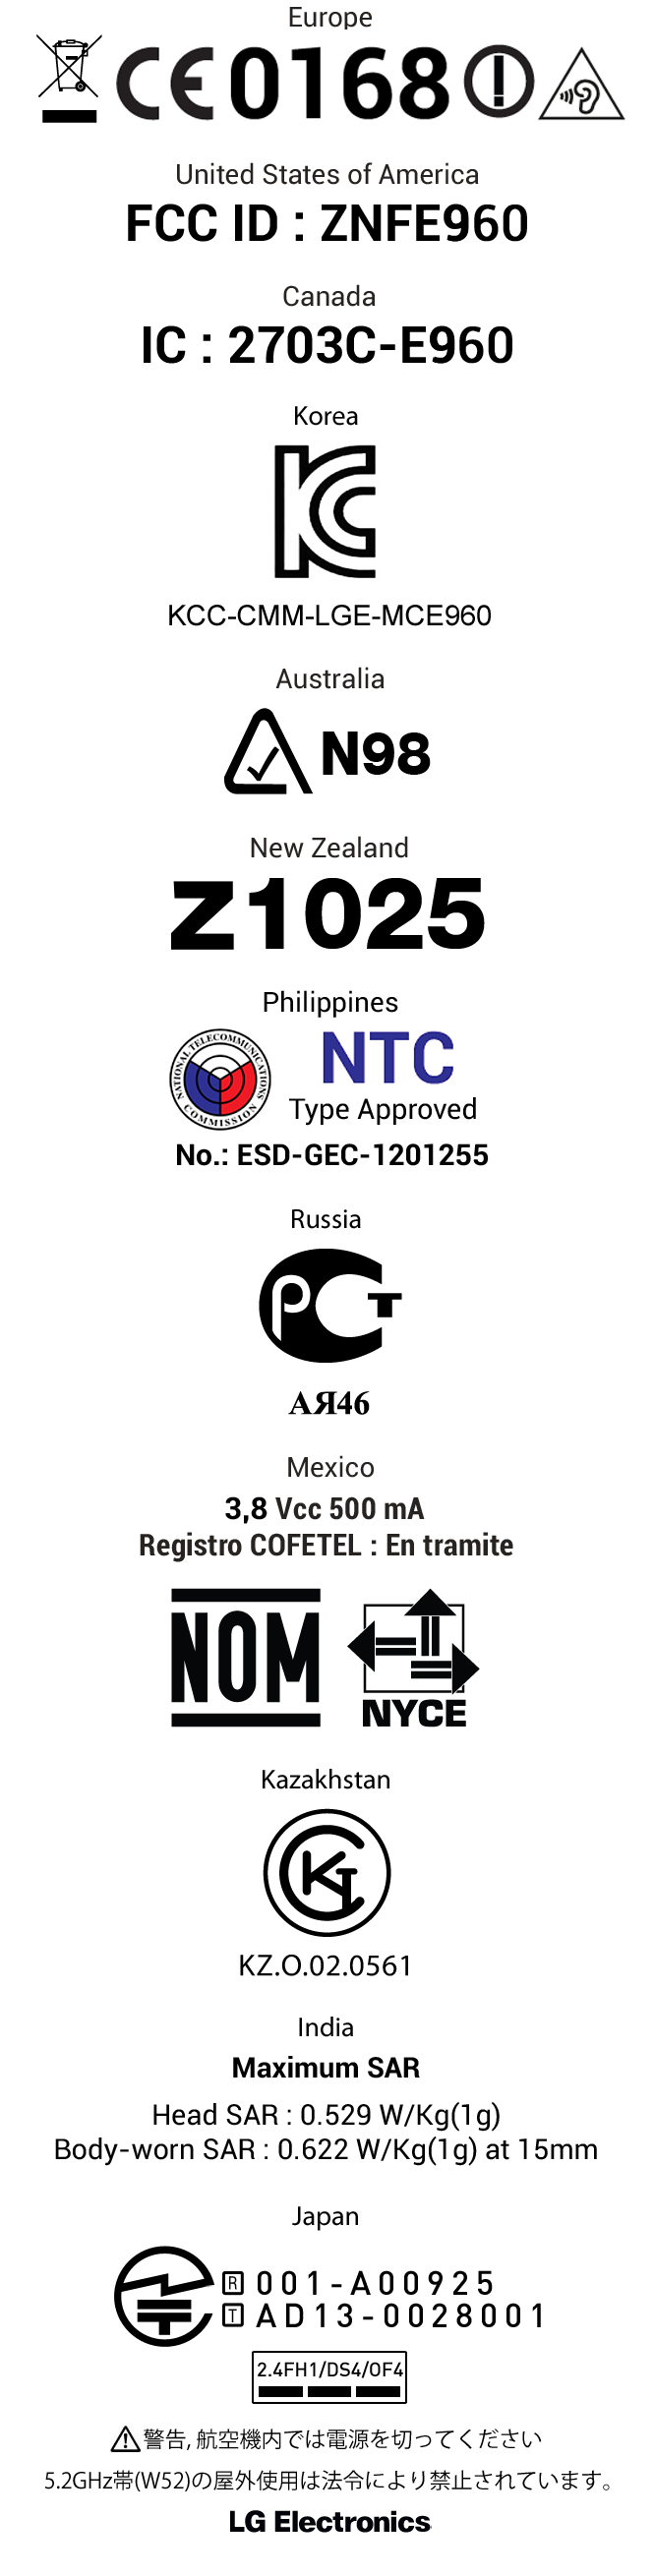 Europe
CE0168
United States of America
FCC ID : ZNFE960
Canada
IC : 2703C-E960
Korea
KC
KCC-CMM-LGE-MCE960
Australia
N98
New Zealand
Z1025
Philippines
NATIONAL TELECOMMUNICATIONS COMMISSION
NTC
Type Approved
No.: ESD-GEC-1201255
Russia
РСТ
АЯ46
Mexico
3,8 Vcc 500 mA
Registro COFETEL : En tramite
NOM
NYCE
Kazakhstan
KZ.O.02.0561
India
Maximum SAR
Head SAR : 0.529 W/Kg(1g)
Body-worn SAR : 0.622 W/Kg(1g) at 15mm
Japan
R 001-A00925
T AD13-0028001
2.4FH1/DS4/OF4
警告, 航空機内では電源を切ってください
5.2GHz帯(W52)の屋外使用は法令により禁止されています。
LG Electronics